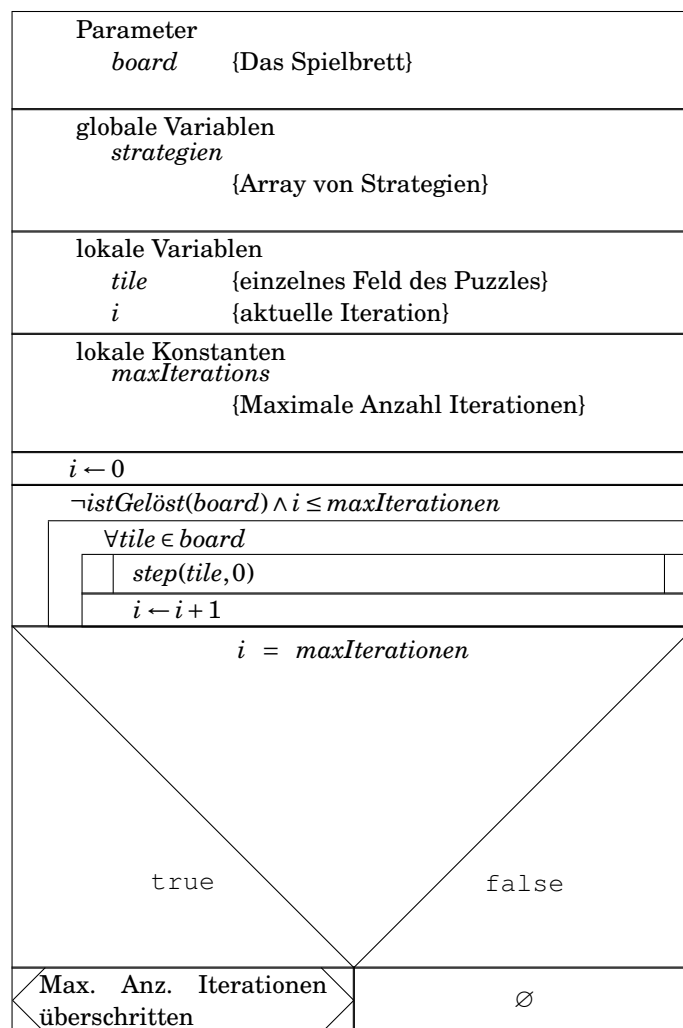 Parameter
board {Das Spielbrett}
globale Variablen
strategien
{Array von Strategien}
lokale Variablen
tile {einzelnes Feld des Puzzles}
i {aktuelle Iteration}
lokale Konstanten
maxIterations
{Maximale Anzahl Iterationen}
i ← 0
¬istGelöst(board) ∧ i ≤ maxIterationen
∀tile ∈ board
step(tile,0)
i ← i + 1
i = maxIterationen
true false
Max. Anz. Iterationen
überschritten
∅